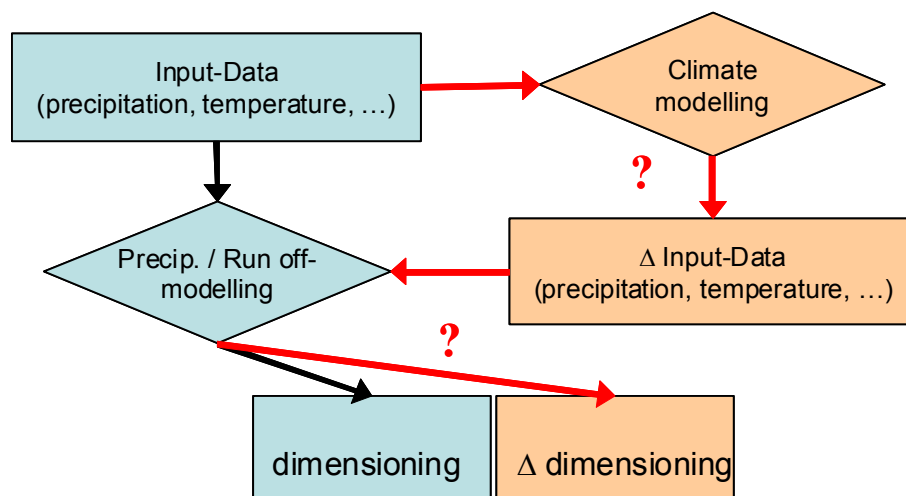 Input-Data
(precipitation, temperature, …)
Climate
modelling
?
Precip. / Run off-
modelling
Δ Input-Data
(precipitation, temperature, …)
?
dimensioning
Δ dimensioning